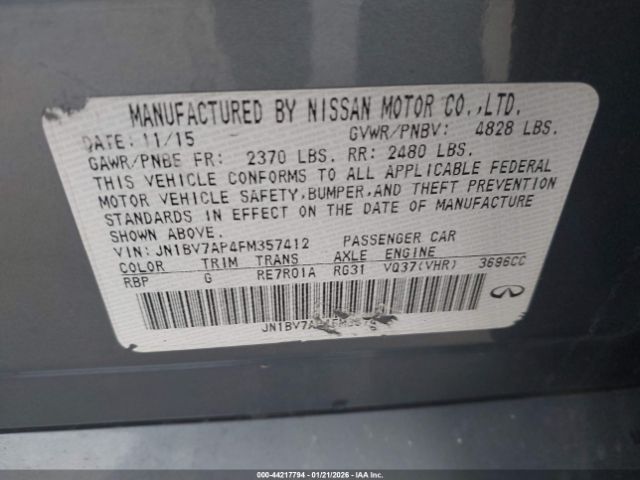 MANUFACTURED BY NISSAN MOTOR CO.,LTD.
DATE: 11/15 GVWR/PNBV: 4828 LBS.
GAWR/PNBE FR: 2370 LBS. RR: 2480 LBS.
THIS VEHICLE CONFORMS TO ALL APPLICABLE FEDERAL
MOTOR VEHICLE SAFETY,BUMPER,AND THEFT PREVENTION
STANDARDS IN EFFECT ON THE DATE OF MANUFACTURE
SHOWN ABOVE.
VIN: JN1BV7AP4FM357412 PASSENGER CAR
COLOR TRIM TRANS AXLE ENGINE
RBP G RE7R01A RG31 VQ37(VHR) 3696CC
000-44217794 - 01/21/2026 - IAA Inc.